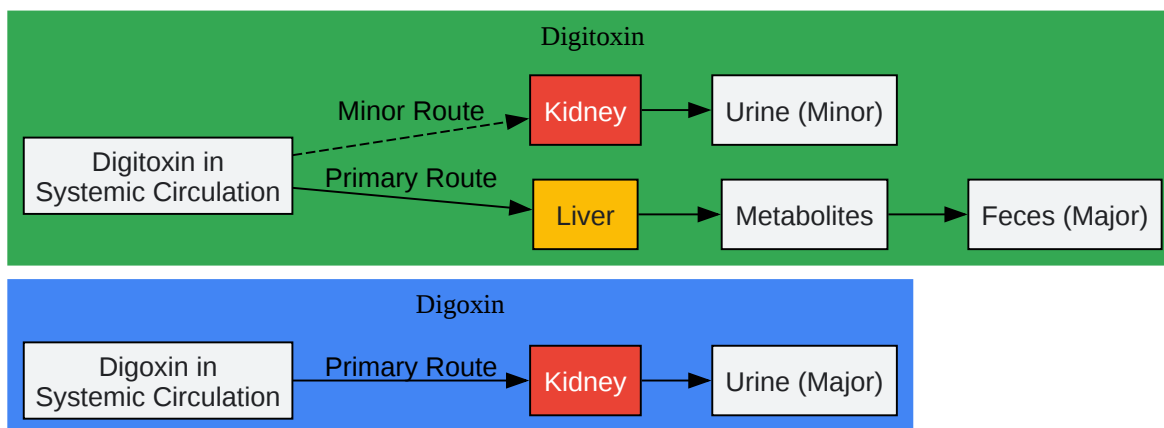 Digitoxin
Minor Route
Kidney
Urine (Minor)
Digitoxin in
Systemic Circulation
Primary Route
Liver
Metabolites
Feces (Major)
Digoxin
Digoxin in
Systemic Circulation
Primary Route
Kidney
Urine (Major)